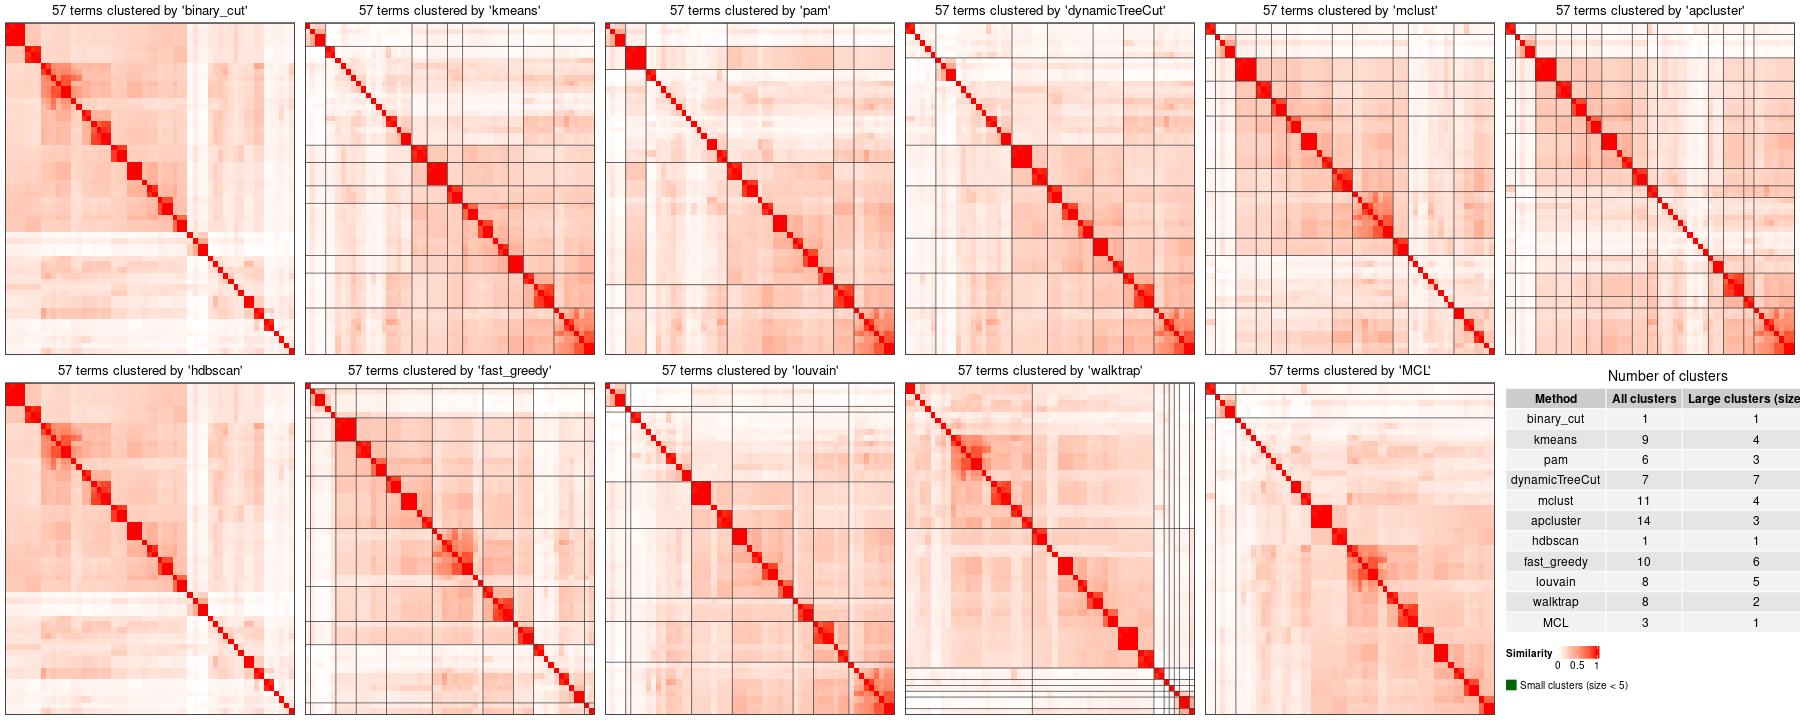 57 terms clustered by 'binary_cut'
57 terms clustered by 'kmeans'
57 terms clustered by 'pam'
57 terms clustered by 'dynamicTreeCut'
57 terms clustered by 'mclust'
57 terms clustered by 'apcluster'
57 terms clustered by 'hdbscan'
57 terms clustered by 'fast_greedy'
57 terms clustered by 'louvain'
57 terms clustered by 'walktrap'
57 terms clustered by 'MCL'
Number of clusters
Method All clusters Large clusters (size
binary_cut 1 1
kmeans 9 4
pam 6 3
dynamicTreeCut 7 7
mclust 11 4
apcluster 14 3
hdbscan 1 1
fast_greedy 10 6
louvain 8 5
walktrap 8 2
MCL 3 1
Similarity
0 0.5 1
Small clusters (size < 5)